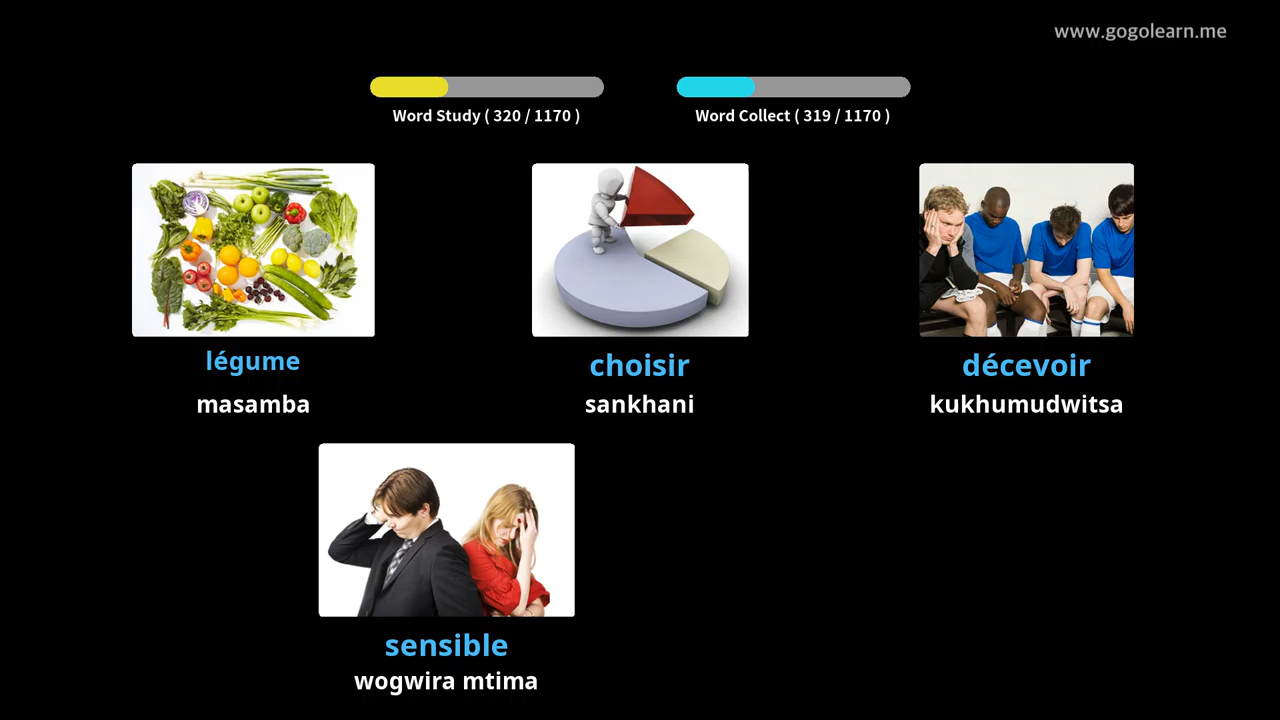 www.gogolearn.me
Word Study ( 320 / 1170 )
Word Collect ( 319 / 1170 )
légume
choisir
décevoir
masamba
sankhani
kukhumudwitsa
sensible
wogwira mtima